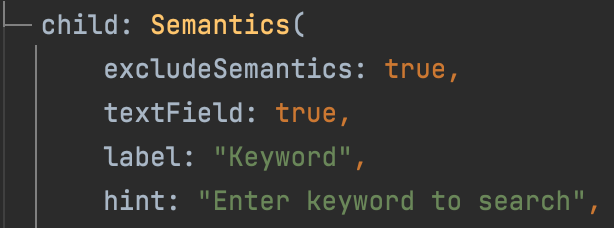 child: Semantics(
excludeSemantics: true,
textField: true,
label: "Keyword",
hint: "Enter keyword to search",